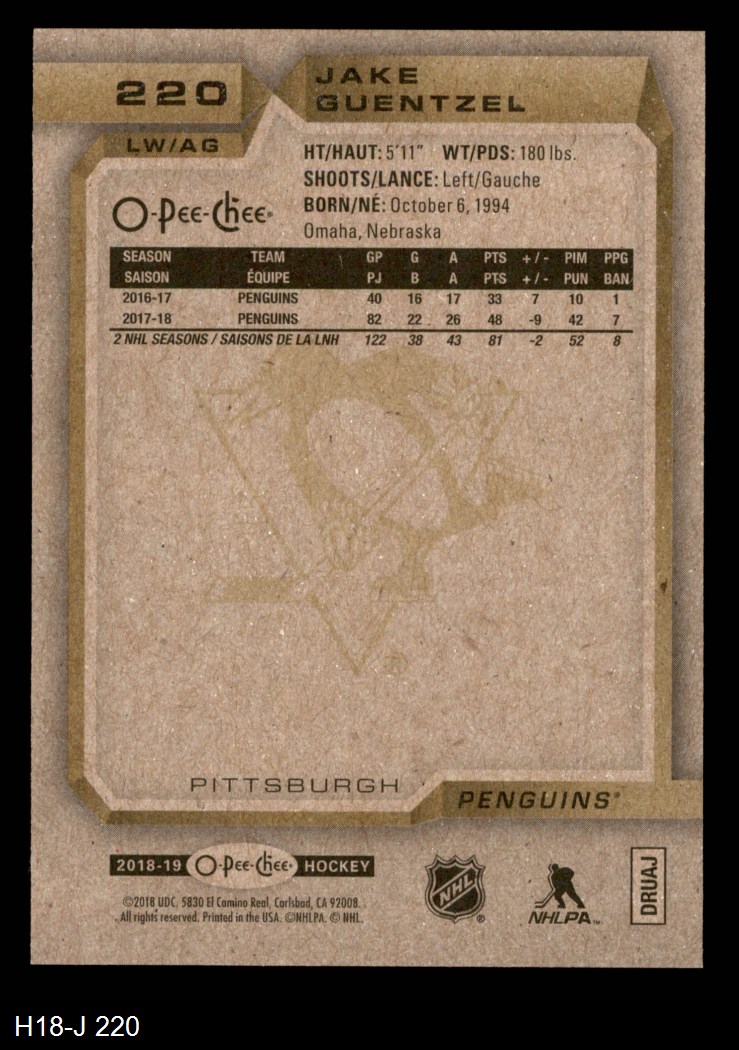 220
JAKE
GUENTZEL
LW/AG
HT/HAUT: 5'11" WT/PDS: 180 lbs.
SHOOTS/LANCE: Left/Gauche
BORN/NÉ: October 6, 1994
Omaha, Nebraska
O-Pee-Chee®
SEASON TEAM GP G A PTS +/- PIM PPG
SAISON ÉQUIPE PJ B A PTS +/- PUN BAN
2016-17 PENGUINS 40 16 17 33 7 10 1
2017-18 PENGUINS 82 22 26 48 -9 42 7
2 NHL SEASONS / SAISONS DE LA LNH 122 38 43 81 -2 52 8
PITTSBURGH
PENGUINS®
2018-19 O-Pee-Chee® HOCKEY
©2018 UDC, 5830 El Camino Real, Carlsbad, CA 92008.
All rights reserved. Printed in the USA. ©NHLPA. © NHL.
NHL®
NHLPA™
DRUAJ
H18-J 220